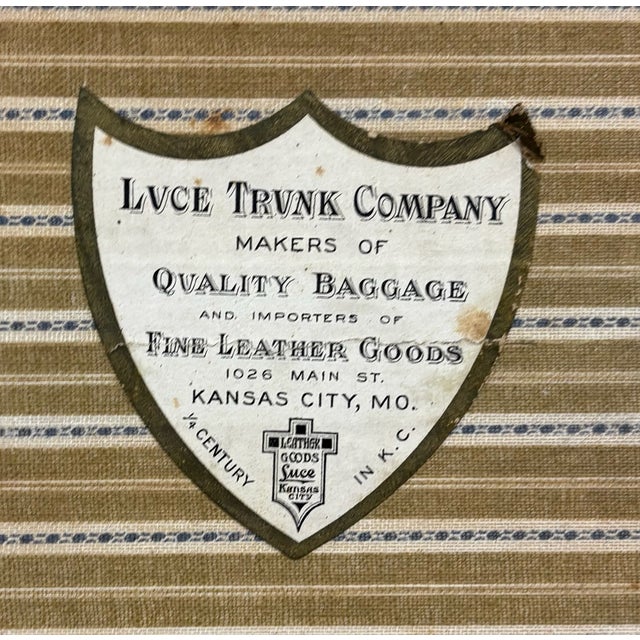 LVCE TRVNK COMPANY
MAKERS OF
QUALITY BAGGAGE
AND IMPORTERS OF
FINE LEATHER GOODS
1026 MAIN ST.
KANSAS CITY, MO.
1/4 CENTURY
IN K.C.
LEATHER
GOODS
Luce
KANSAS
CITY